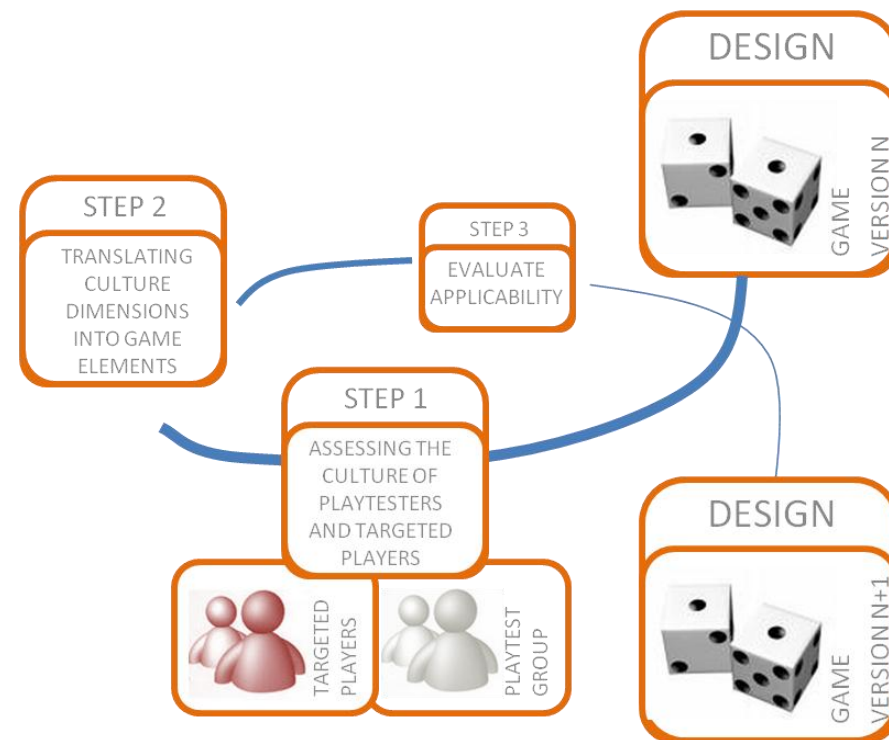 DESIGN
GAME
VERSION N
STEP 2
TRANSLATING
CULTURE
DIMENSIONS
INTO GAME
ELEMENTS
STEP 3
EVALUATE
APPLICABILITY
STEP 1
ASSESSING THE
CULTURE OF
PLAYTESTERS
AND TARGETED
PLAYERS
TARGETED
PLAYERS
PLAYTEST
GROUP
DESIGN
GAME
VERSION N+1